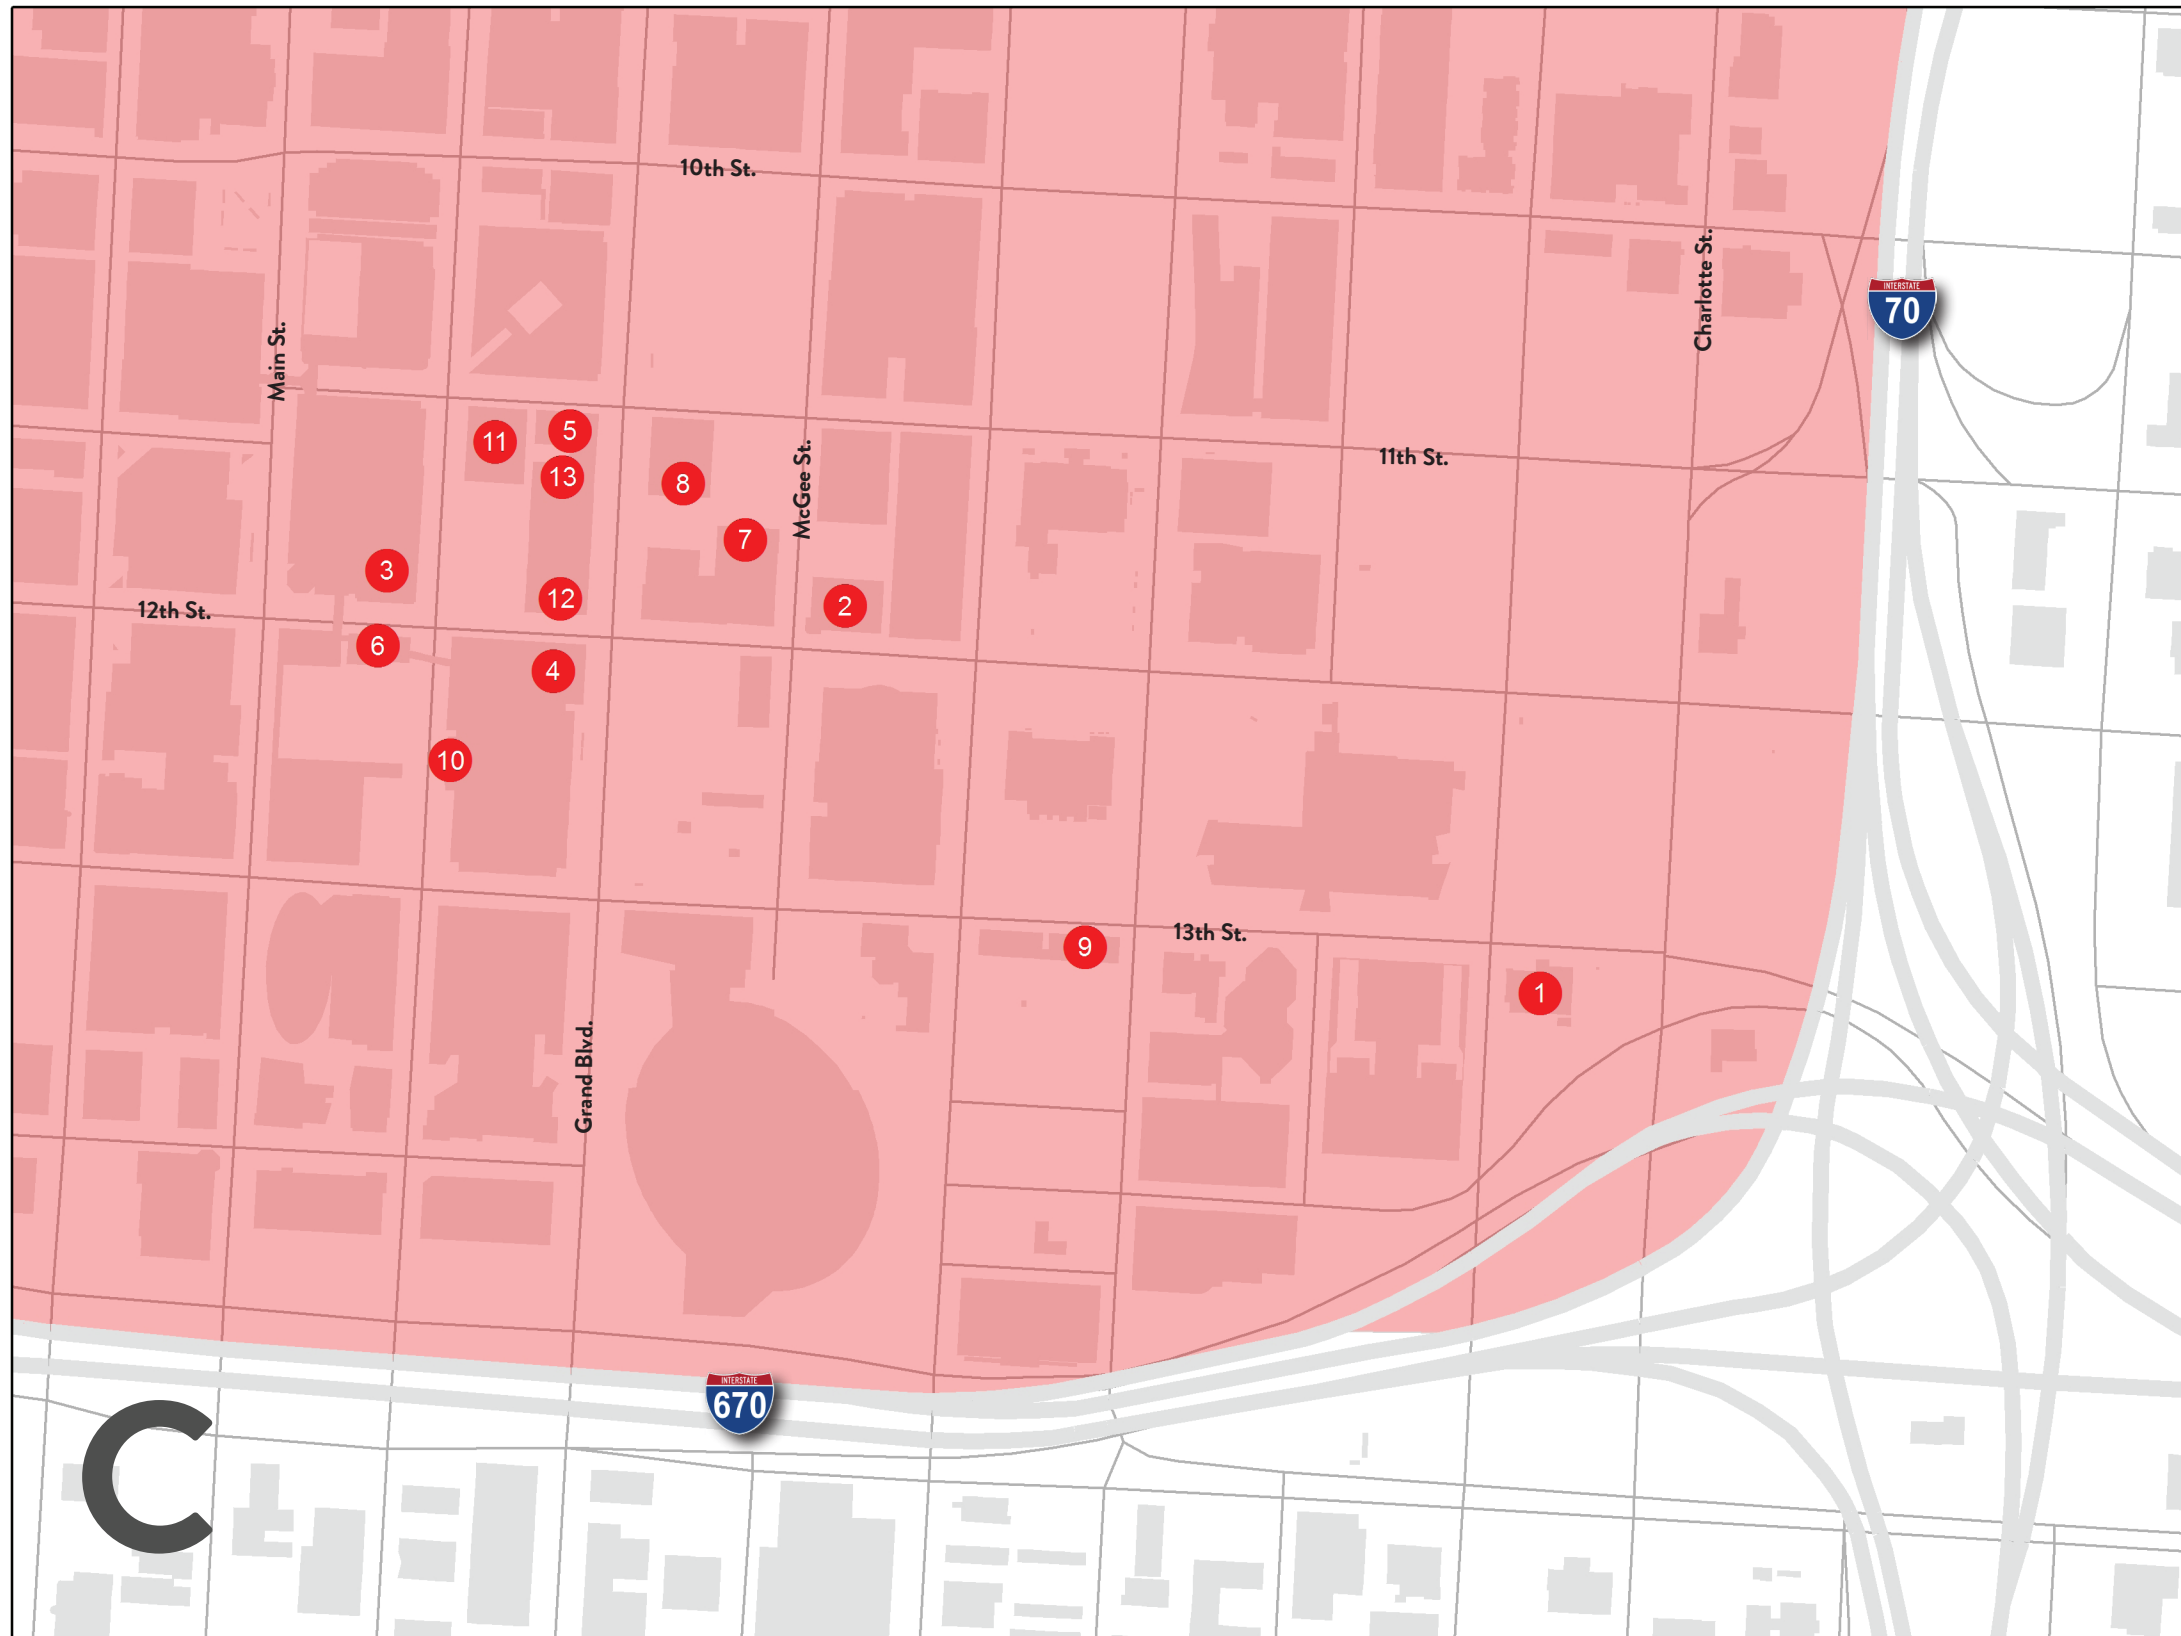 10th St.
Charlotte St.
INTERSTATE
70
Main St.
11
5
13
8
McGee St.
11th St.
7
3
12
2
12th St.
6
4
10
13th St.
9
1
Grand Blvd.
INTERSTATE
670
C